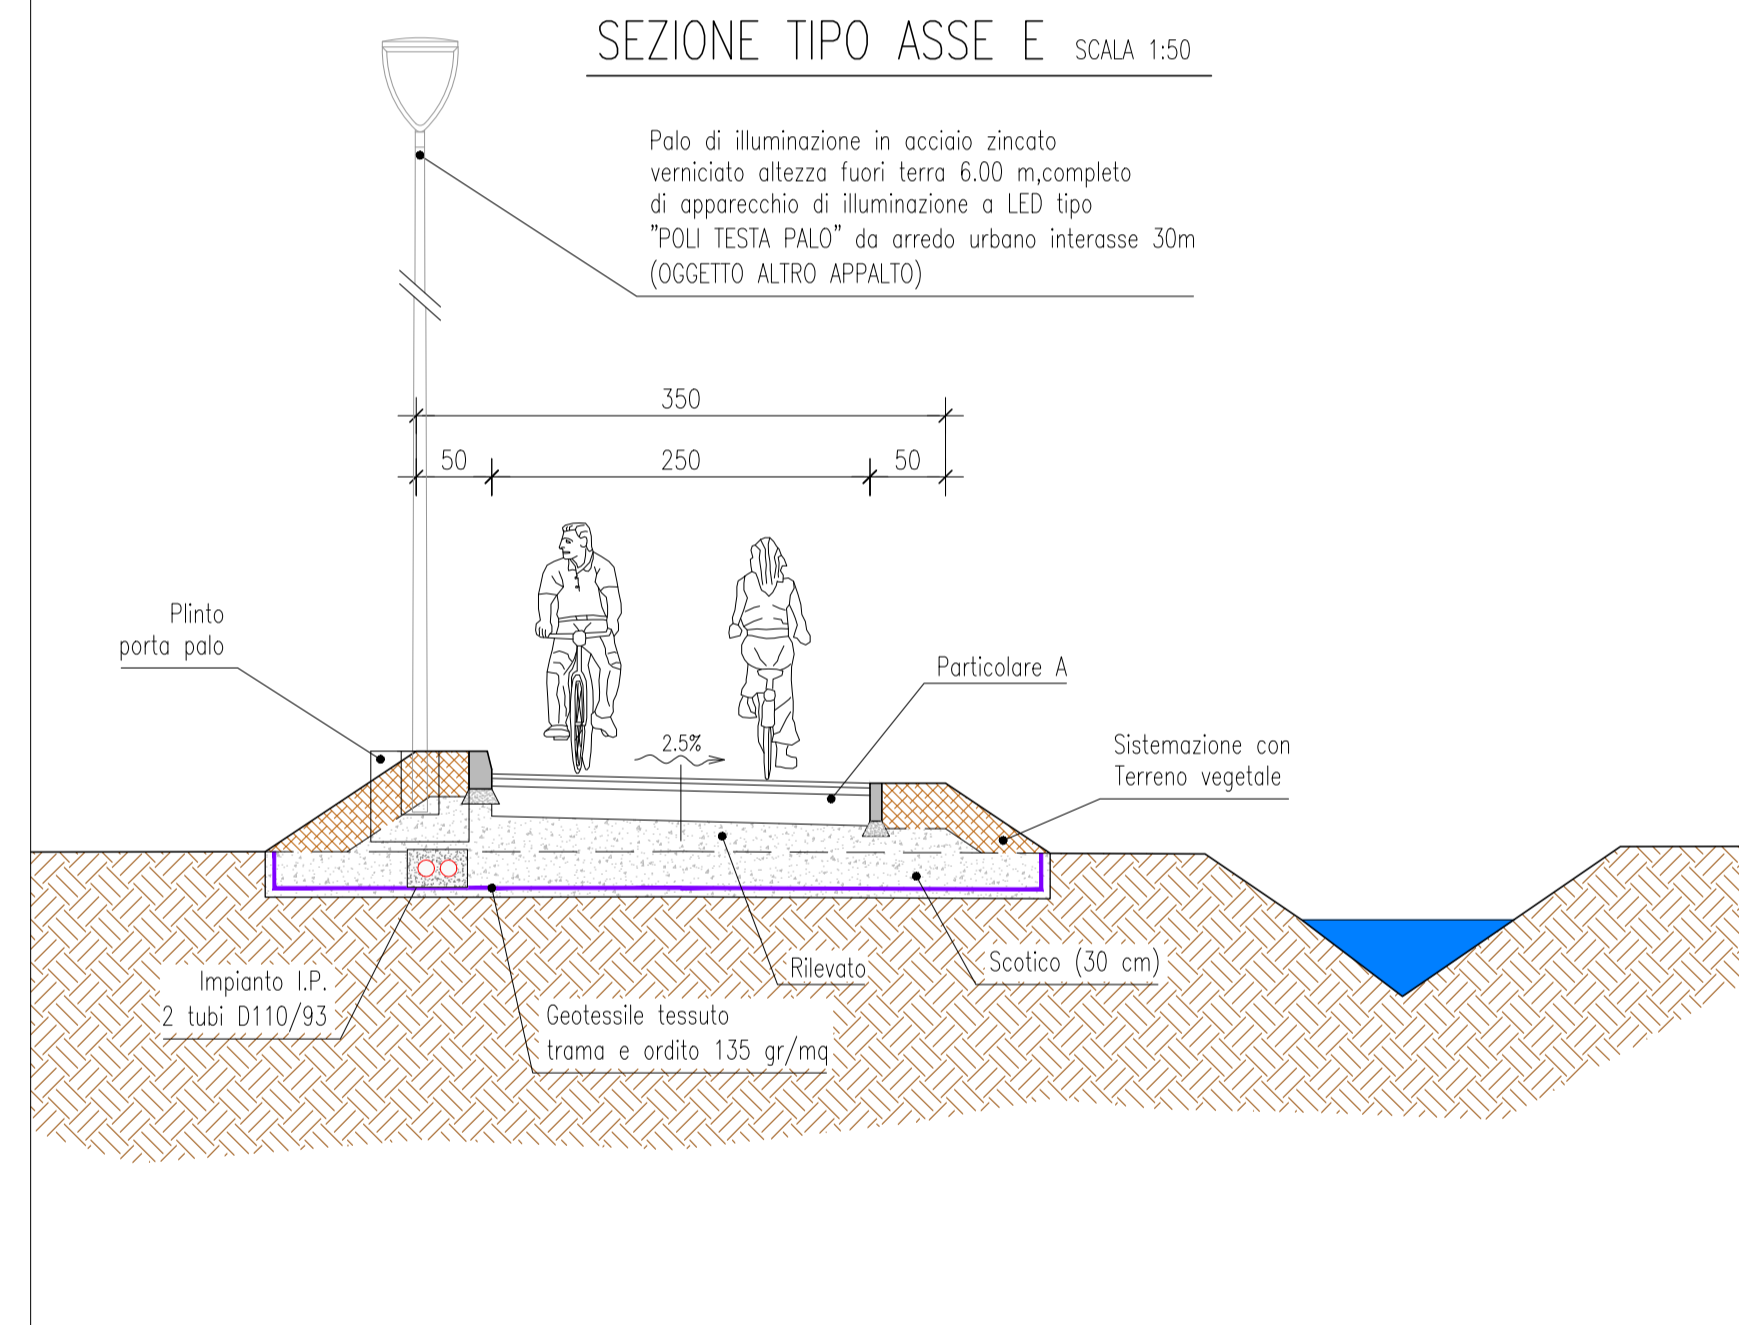 SEZIONE TIPO ASSE E SCALA 1:50
Palo di illuminazione in acciaio zincato
verniciato altezza fuori terra 6.00 m,completo
di apparecchio di illuminazione a LED tipo
"POLI TESTA PALO" da arredo urbano interasse 30m
(OGGETTO ALTRO APPALTO)
350
50 250 50
Plinto
porta palo
Particolare A
2.5%
Sistemazione con
Terreno vegetale
Impianto I.P.
2 tubi D110/93
Geotessile tessuto
trama e ordito 135 gr/mq
Rilevato
Scotico (30 cm)